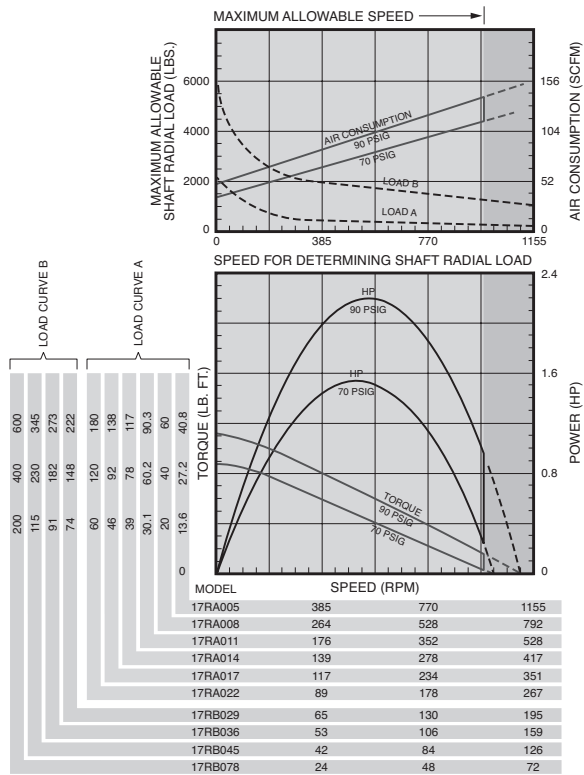 MAXIMUM ALLOWABLE SPEED
MAXIMUM ALLOWABLE
SHAFT RADIAL LOAD (LBS.)
6000
4000
2000
0
AIR CONSUMPTION
90 PSIG
70 PSIG
LOAD B
LOAD A
156
104
52
0
AIR CONSUMPTION (SCFM)
0 385 770 1155
SPEED FOR DETERMINING SHAFT RADIAL LOAD
LOAD CURVE B
LOAD CURVE A
600 345 273 222 180 138 117 90.3 60 40.8
400 230 182 148 120 92 78 60.2 40 27.2
200 115 91 74 60 46 39 30.1 20 13.6
0
TORQUE (LB. FT.)
HP
90 PSIG
HP
70 PSIG
TORQUE
90 PSIG
70 PSIG
2.4
1.6
0.8
0
POWER (HP)
MODEL SPEED (RPM)
17RA005 385 770 1155
17RA008 264 528 792
17RA011 176 352 528
17RA014 139 278 417
17RA017 117 234 351
17RA022 89 178 267
17RB029 65 130 195
17RB036 53 106 159
17RB045 42 84 126
17RB078 24 48 72